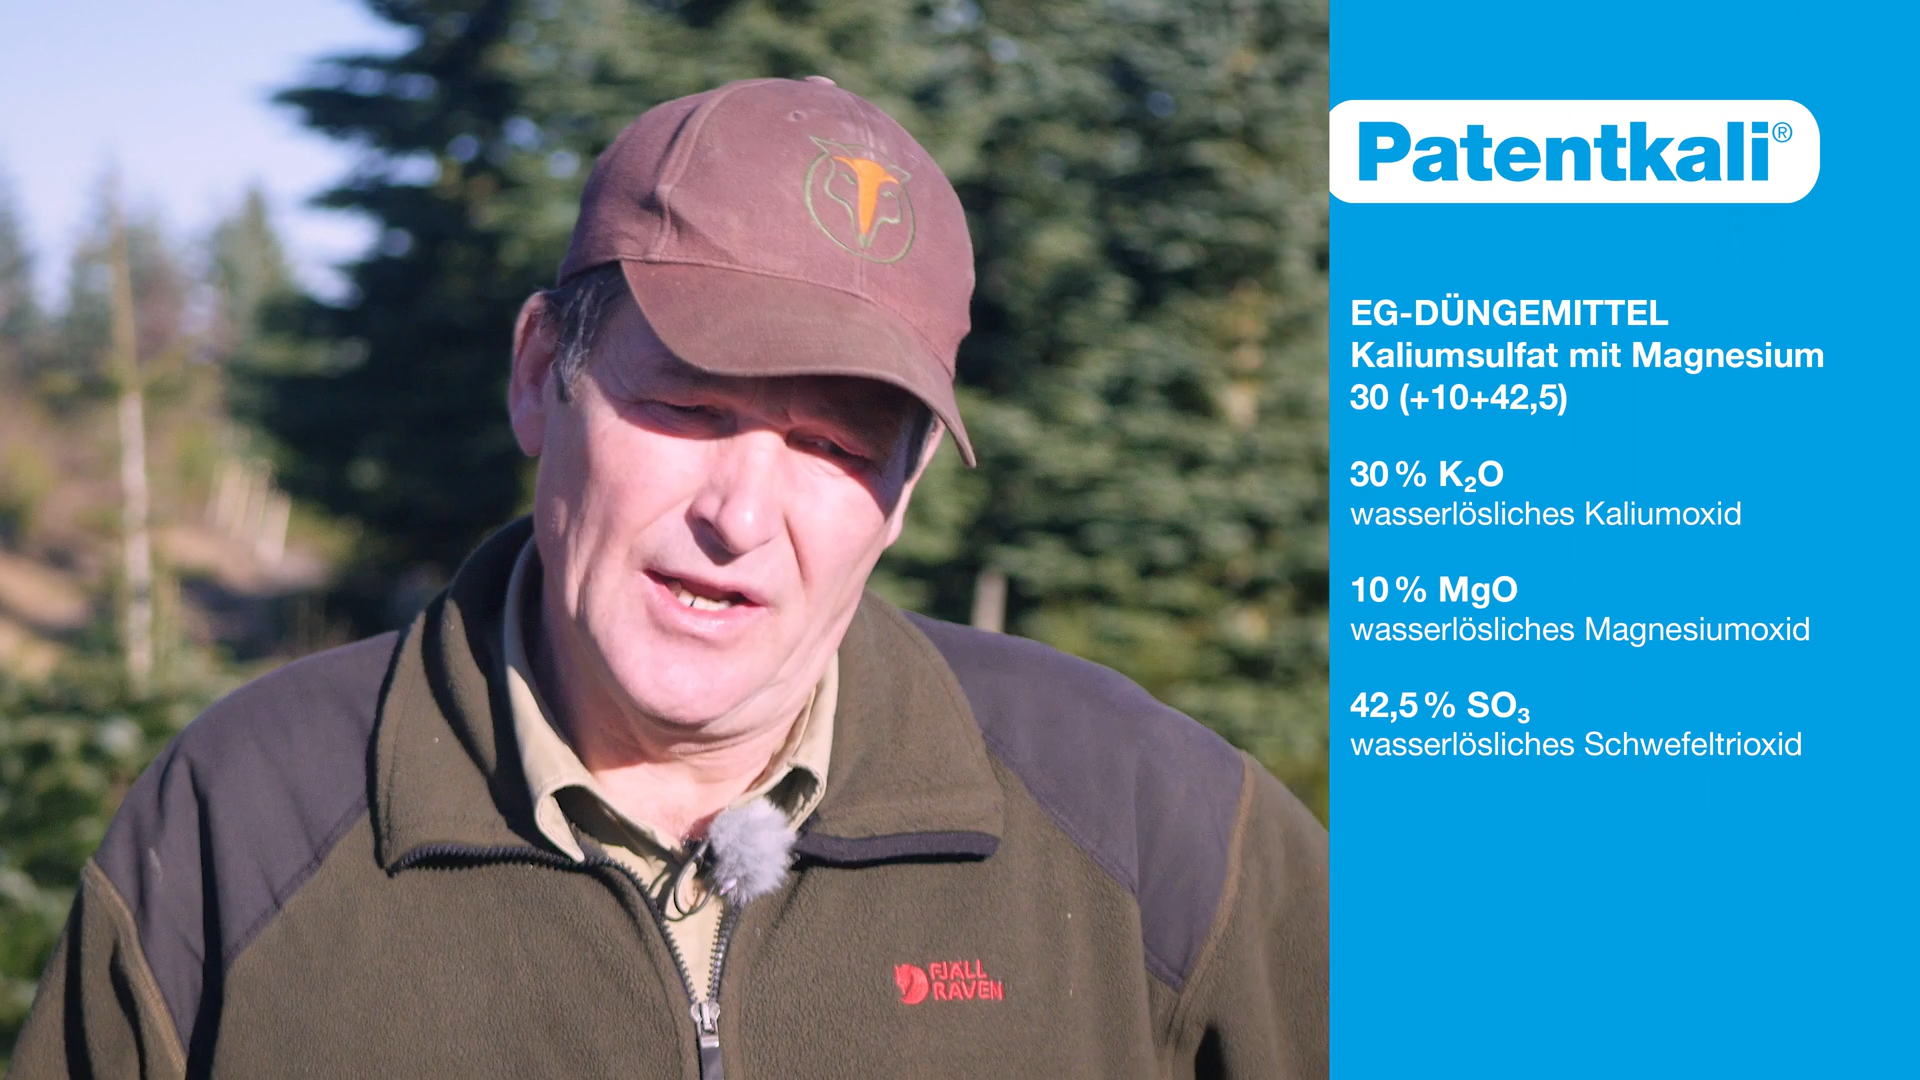 Patentkali®
EG-DÜNGEMITTEL
Kaliumsulfat mit Magnesium
30 (+10+42,5)
30 % K₂O
wasserlösliches Kaliumoxid
10 % MgO
wasserlösliches Magnesiumoxid
42,5 % SO₃
wasserlösliches Schwefeltrioxid
FJÄLL
RÄVEN